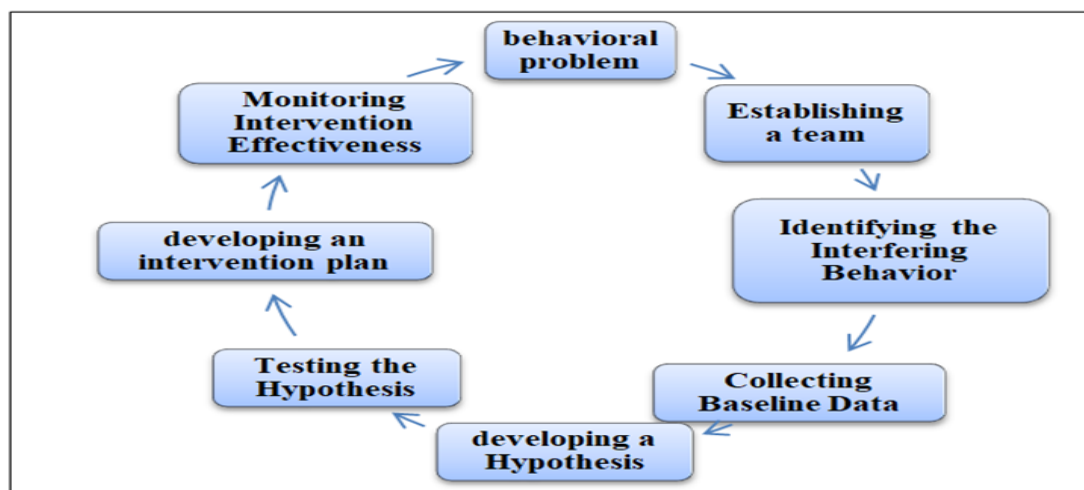 behavioral
problem
Establishing
a team
Identifying the
Interfering
Behavior
Collecting
Baseline Data
developing a
Hypothesis
Testing the
Hypothesis
developing an
intervention plan
Monitoring
Intervention
Effectiveness